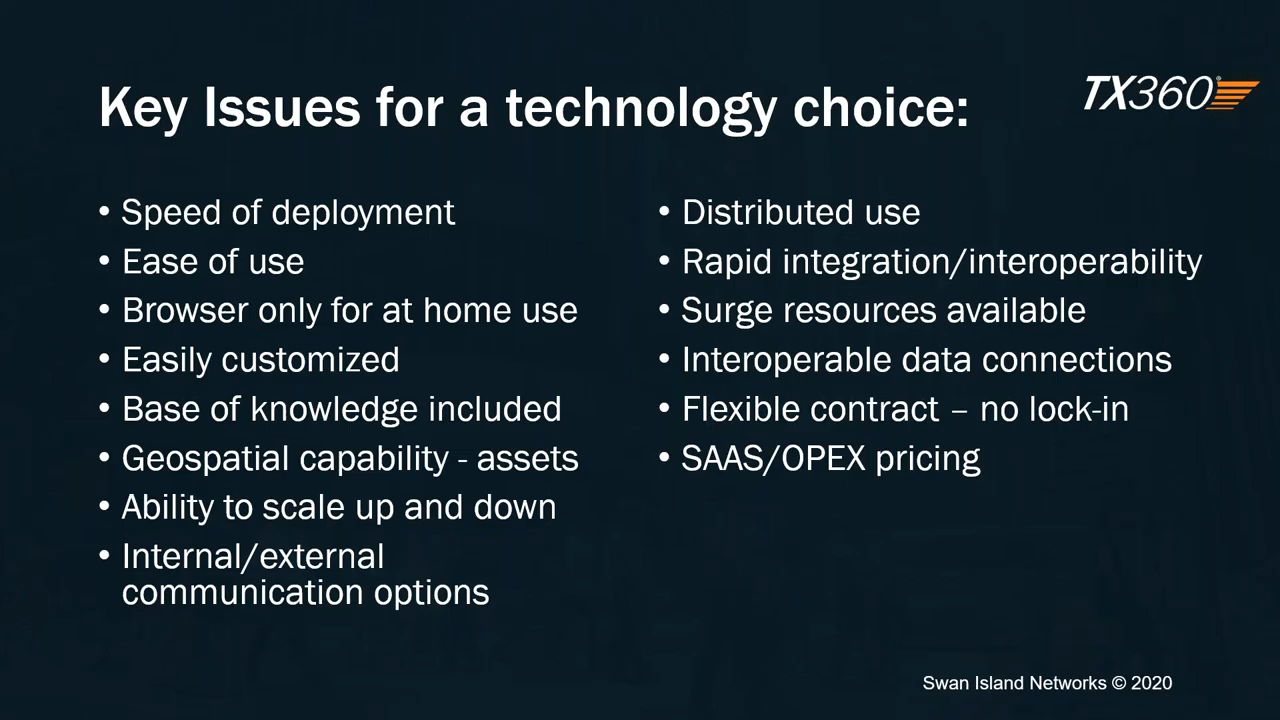 Key Issues for a technology choice:
TX360®
• Speed of deployment
• Ease of use
• Browser only for at home use
• Easily customized
• Base of knowledge included
• Geospatial capability - assets
• Ability to scale up and down
• Internal/external
communication options
• Distributed use
• Rapid integration/interoperability
• Surge resources available
• Interoperable data connections
• Flexible contract – no lock-in
• SAAS/OPEX pricing
Swan Island Networks © 2020